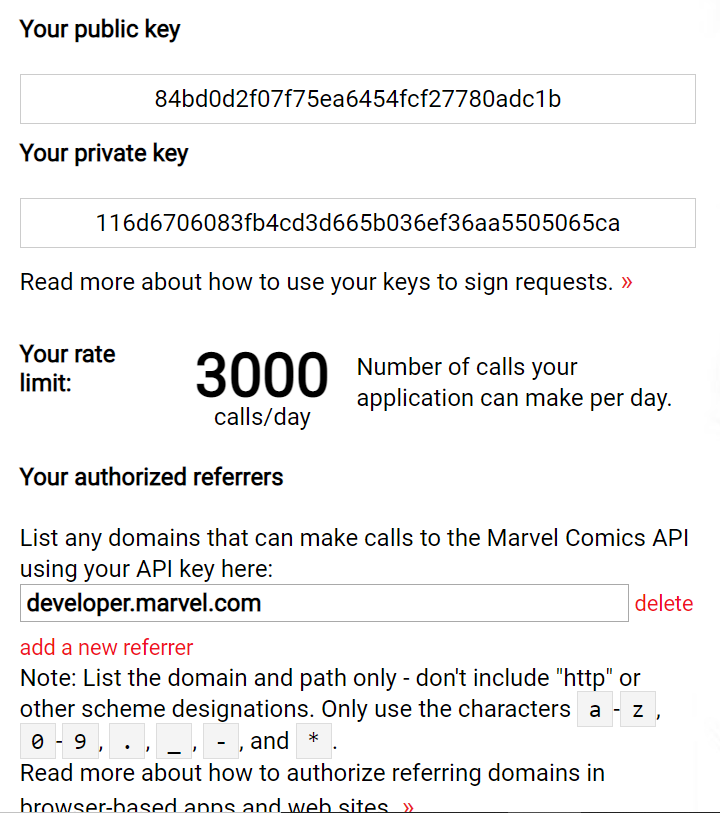 Your public key
84bd0d2f07f75ea6454fcf27780adc1b
Your private key
116d6706083fb4cd3d665b036ef36aa5505065ca
Read more about how to use your keys to sign requests. »
Your rate
limit:
3000
calls/day
Number of calls your
application can make per day.
Your authorized referrers
List any domains that can make calls to the Marvel Comics API
using your API key here:
developer.marvel.com delete
add a new referrer
Note: List the domain and path only - don't include "http" or
other scheme designations. Only use the characters a - z ,
0 - 9 , . , _ , - , and * .
Read more about how to authorize referring domains in
browser-based apps and web sites. »